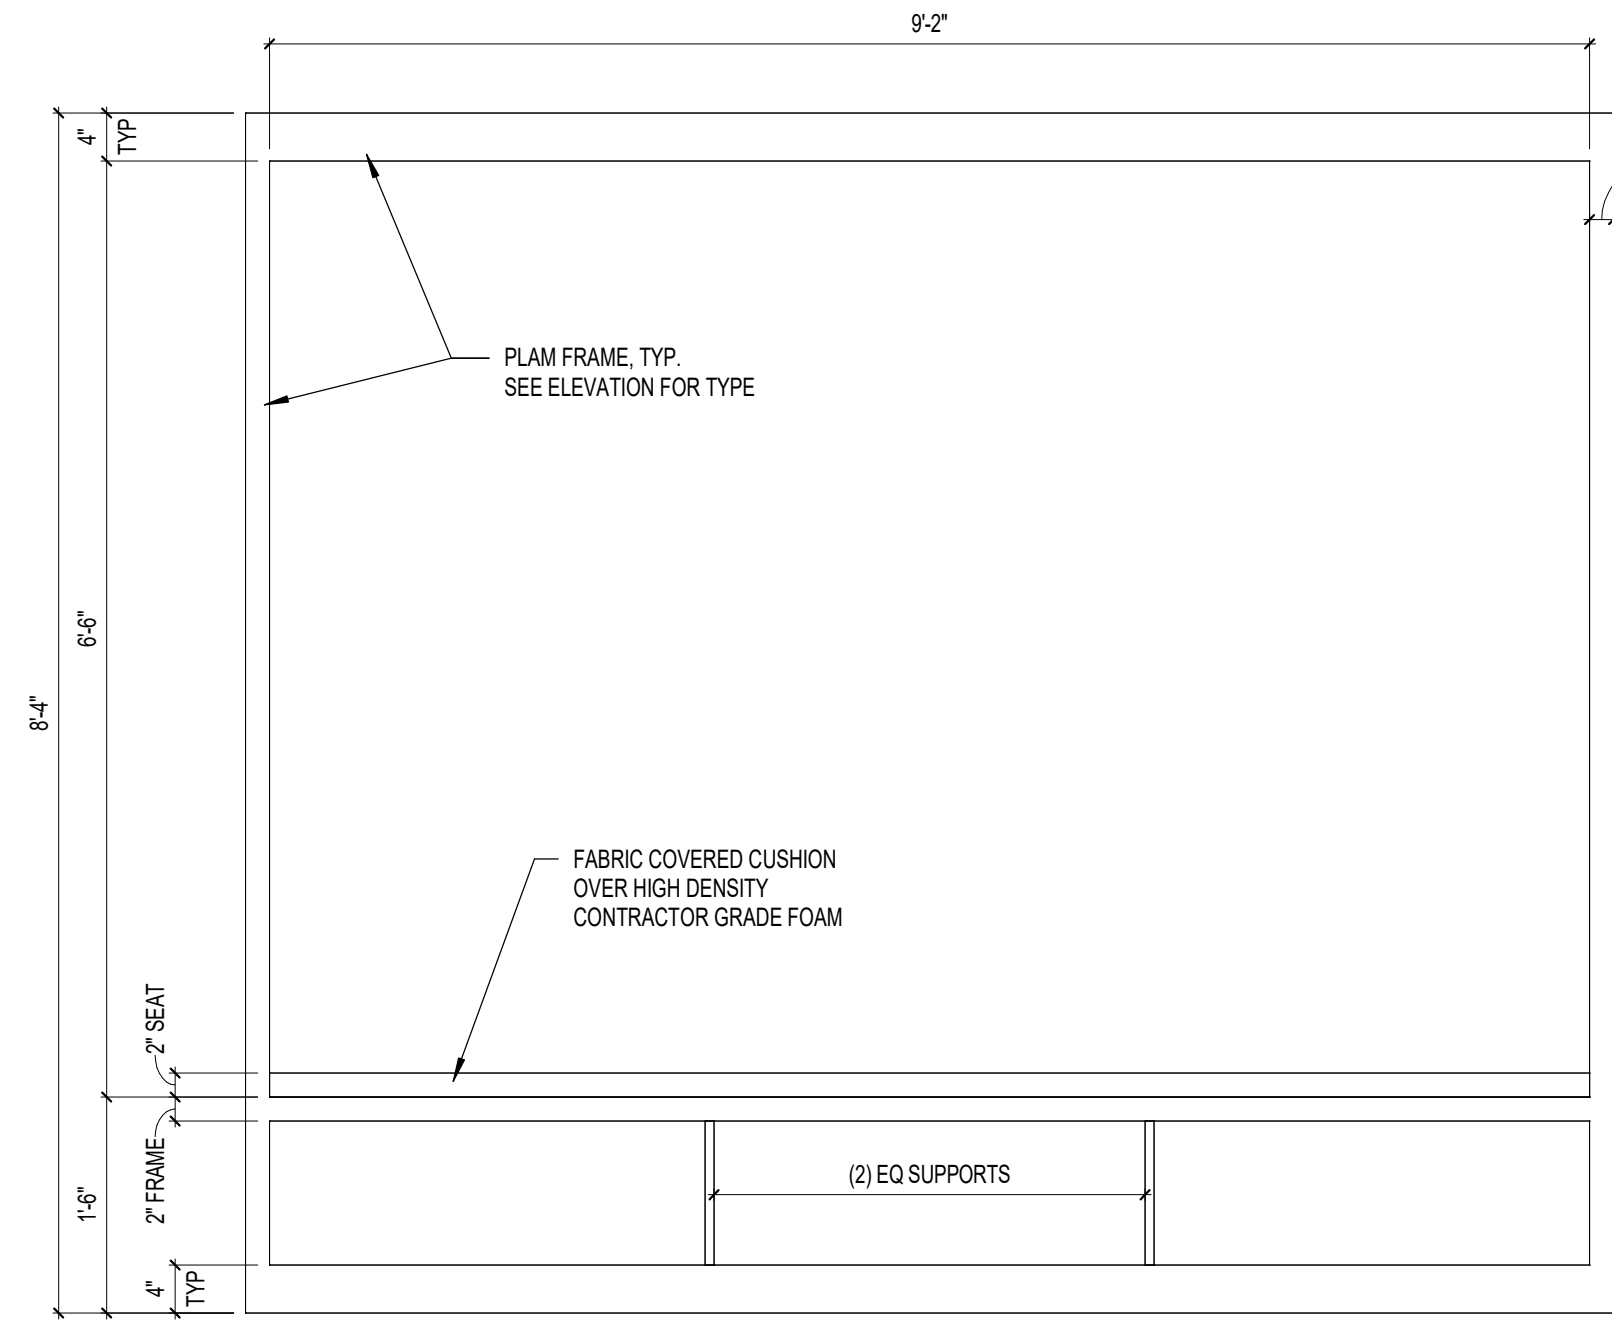 9'-2"
4"
TYP
PLAM FRAME, TYP.
SEE ELEVATION FOR TYPE
6'-6"
8'-4"
FABRIC COVERED CUSHION
OVER HIGH DENSITY
CONTRACTOR GRADE FOAM
2" SEAT
2" FRAME
1'-6"
(2) EQ SUPPORTS
4"
TYP